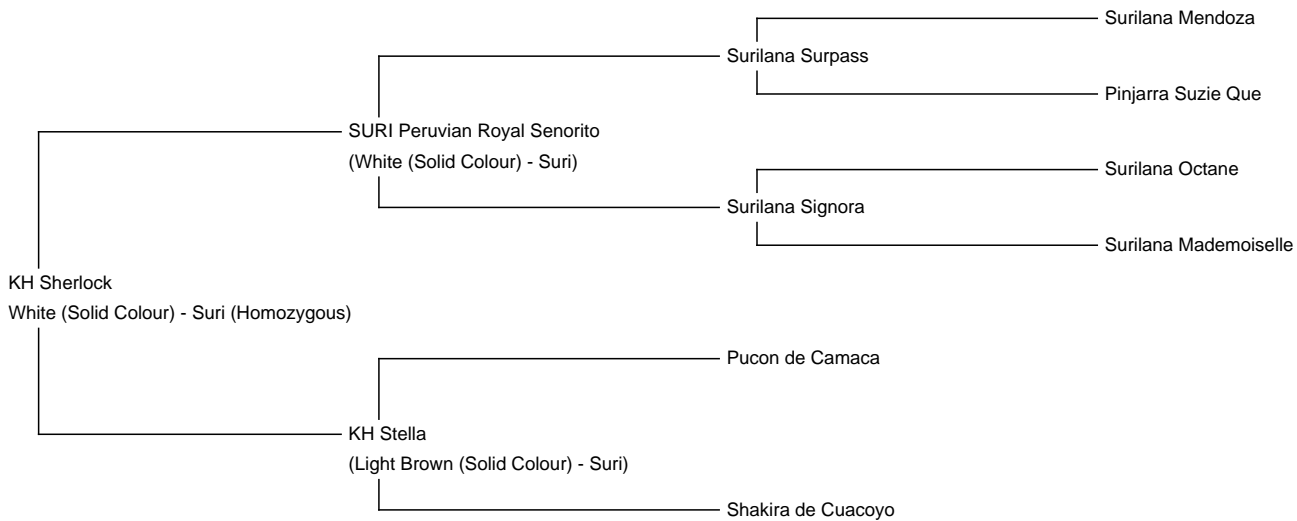 Surilana Mendoza
Surilana Surpass
Pinjarra Suzie Que
SURI Peruvian Royal Senorito
(White (Solid Colour) - Suri)
Surilana Octane
Surilana Signora
Surilana Mademoiselle
KH Sherlock
White (Solid Colour) - Suri (Homozygous)
Pucon de Camaca
KH Stella
(Light Brown (Solid Colour) - Suri)
Shakira de Cuacoyo